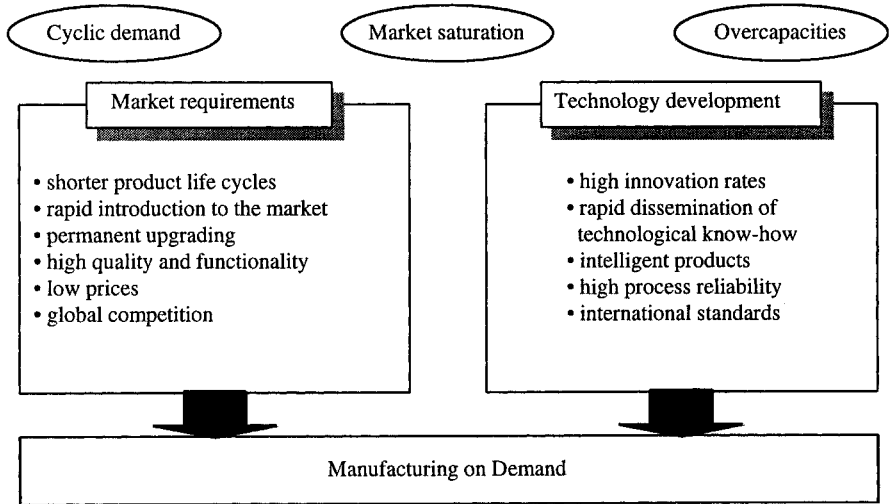 Cyclic demand
Market saturation
Overcapacities
Market requirements
• shorter product life cycles
• rapid introduction to the market
• permanent upgrading
• high quality and functionality
• low prices
• global competition
Technology development
• high innovation rates
• rapid dissemination of
technological know-how
• intelligent products
• high process reliability
• international standards
Manufacturing on Demand